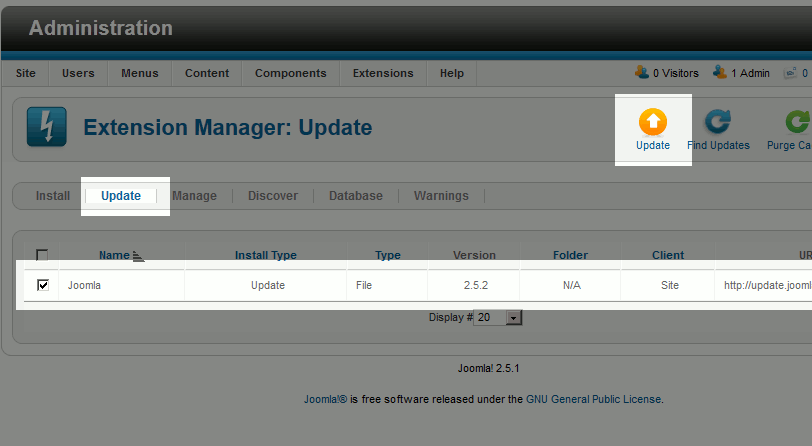 Administration
Site Users Menus Content Components Extensions Help 0 Visitors 1 Admin 0
Extension Manager: Update
Update Find Updates Purge Ca
Install Update Manage Discover Database Warnings
Name Install Type Type Version Folder Client UR
Joomla Update File 2.5.2 N/A Site http://update.jooml
Display # 20
Joomla! 2.5.1
Joomla!® is free software released under the GNU General Public License.